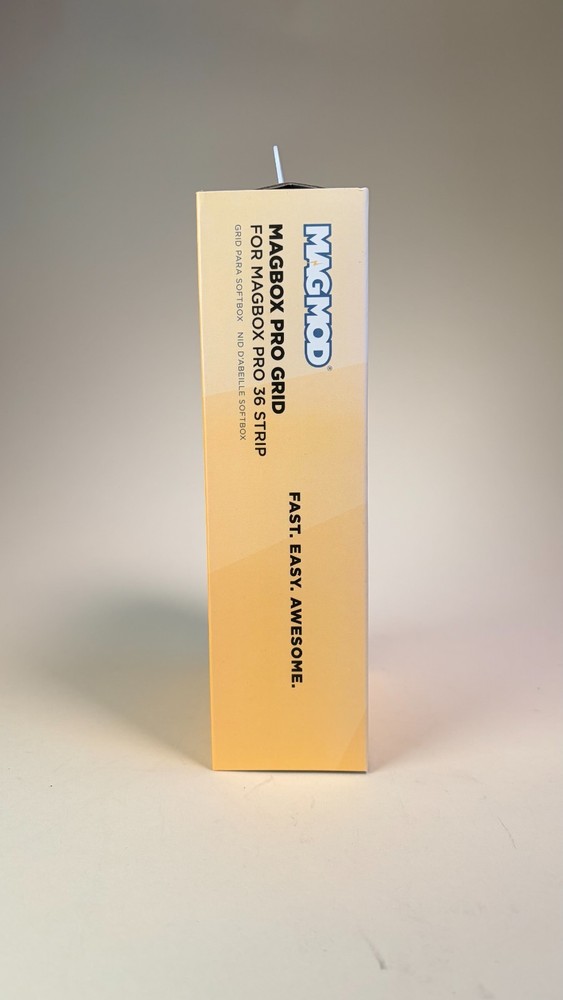 MAGMOD®
MAGBOX PRO GRID
FOR MAGBOX PRO 36 STRIP
GRID PARA SOFTBOX NID D'ABEILLE SOFTBOX
FAST. EASY. AWESOME.